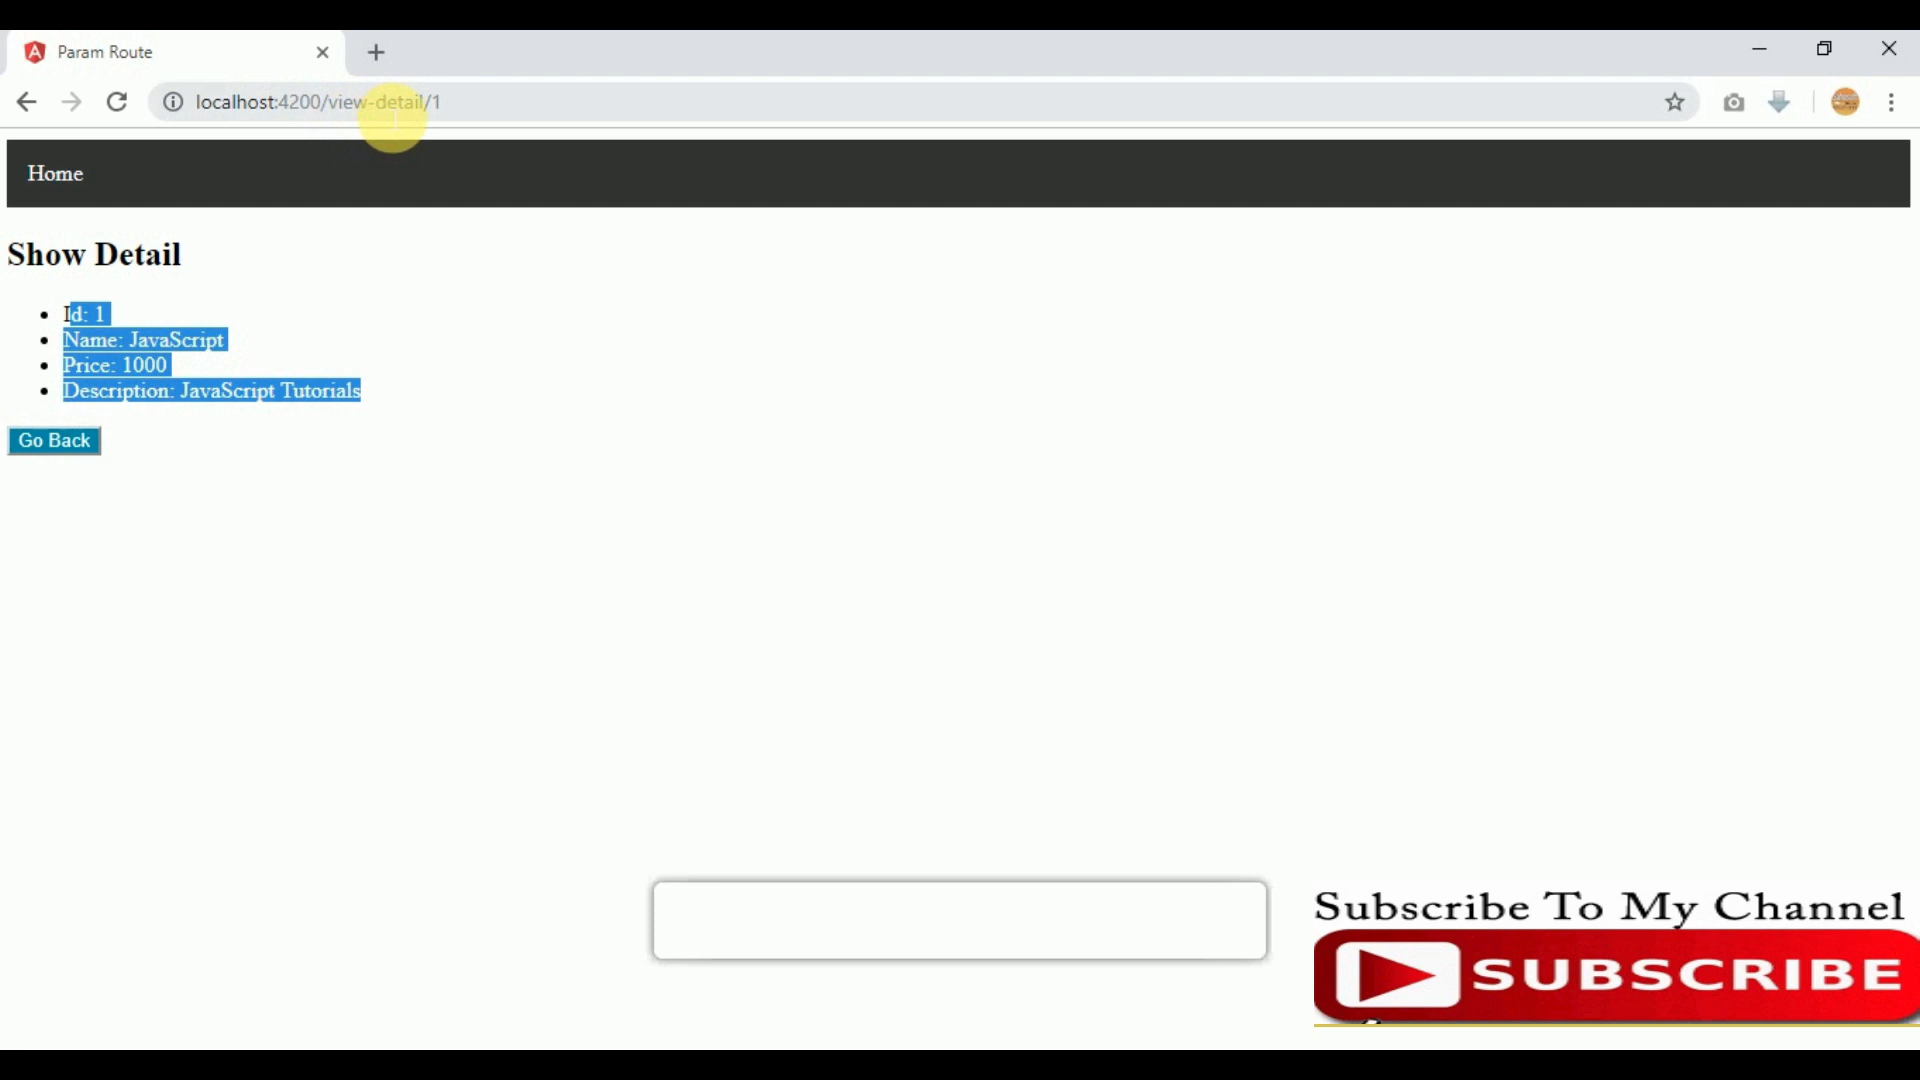 Param Route
localhost:4200/view-detail/1
Home
Show Detail
Id: 1
Name: JavaScript
Price: 1000
Description: JavaScript Tutorials
Go Back
Subscribe To My Channel
SUBSCRIBE